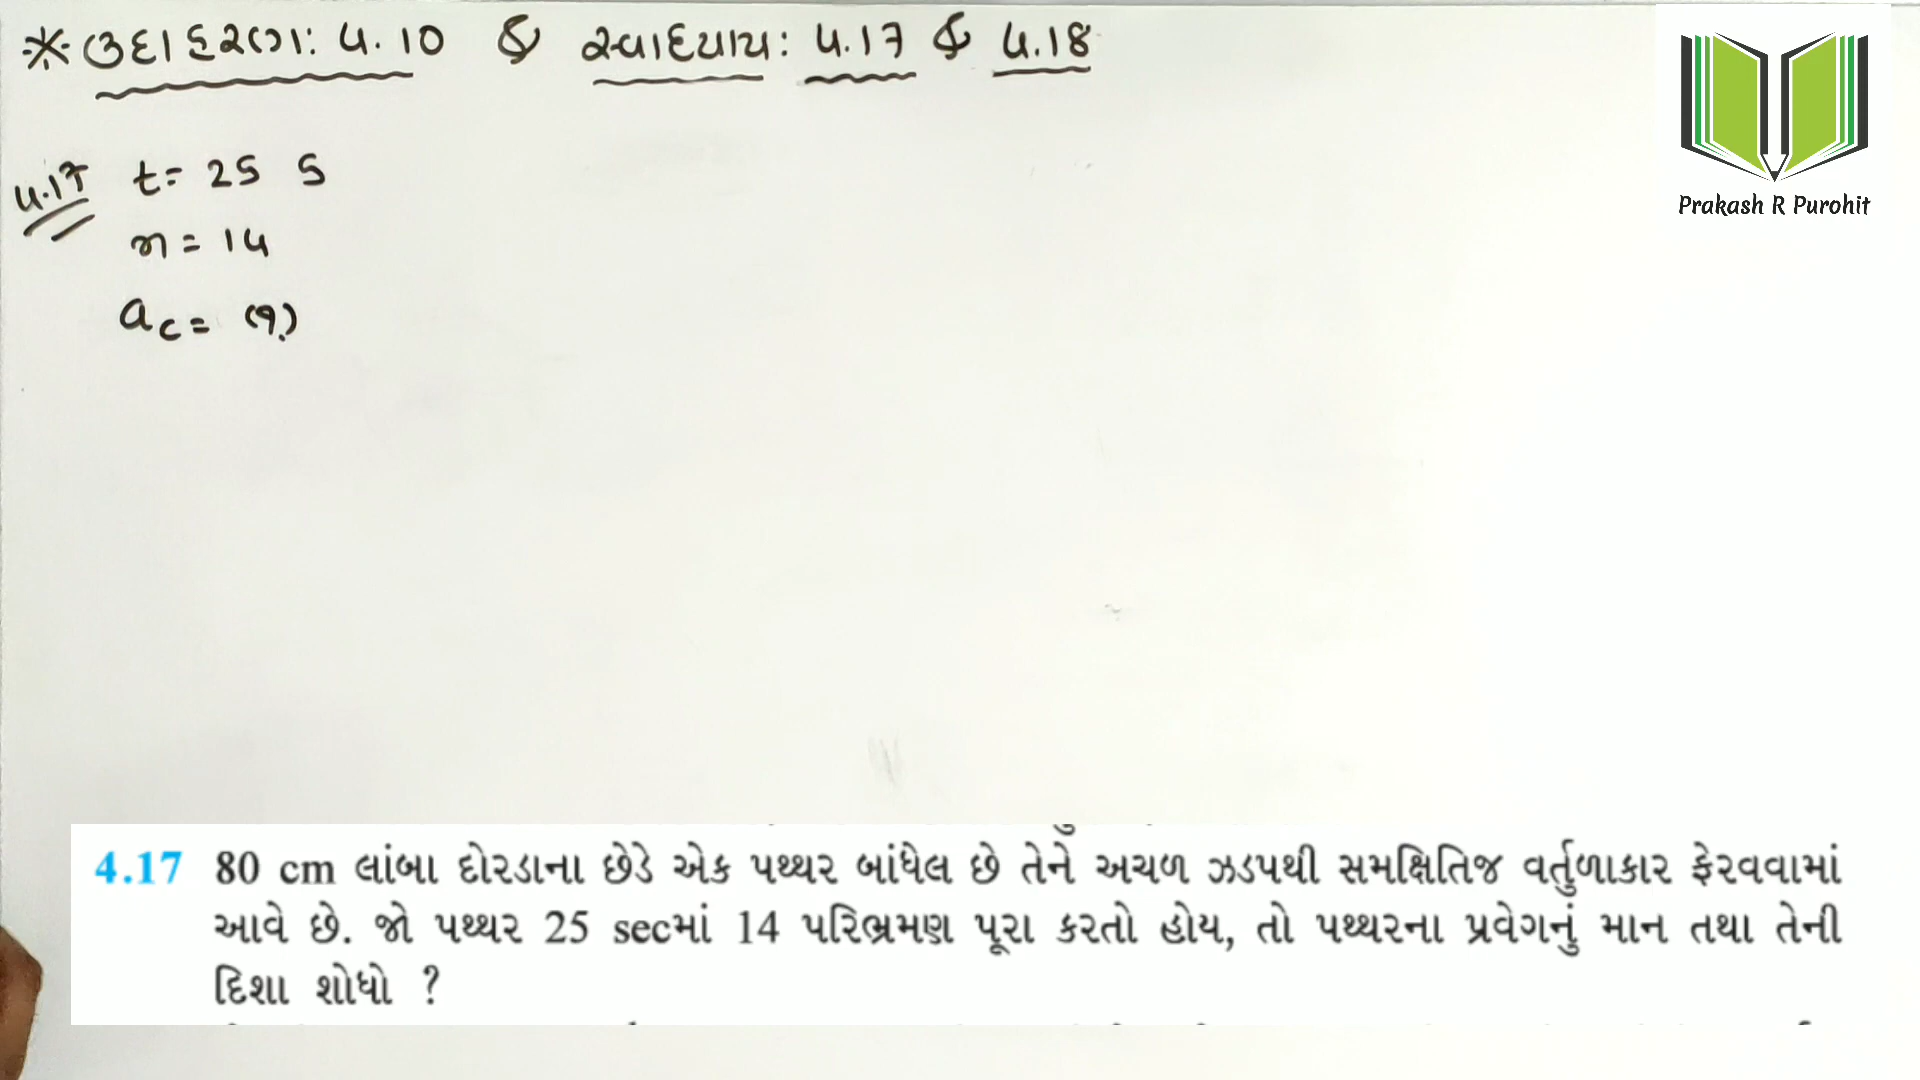 ※ ઉદાહરણ: ૫.10 ઈ સ્વાધ્યાય: ૫.17 ઈ ૫.18
Prakash R Purohit
૫.17 t= 25 S
n= 14
ac= (?)
4.17 80 cm લાંબા દોરડાના છેડે એક પથ્થર બાંધેલ છે તેને અચળ ઝડપથી સમક્ષિતિજ વર્તુળાકાર ફેરવવામાં
આવે છે. જો પથ્થર 25 secમાં 14 પરિભ્રમણ પૂરા કરતો હોય, તો પથ્થરના પ્રવેગનું માન તથા તેની
દિશા શોધો ?